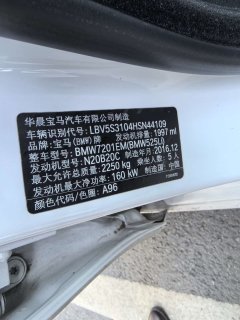 华晨宝马汽车有限公司制造
车辆识别代号: LBV5S3104HSN44109
品牌: 宝马(BMW)牌 发动机排量: 1997 ml
整车型号: BMW7201EM(BMW525LI)
发动机型号: N20B20C 制造年月: 2016.12
最大允许总质量: 2250 kg 乘坐人数: 5 人
发动机最大净功率: 160 kW 制造国: 中国
颜色代码/色圈: A96